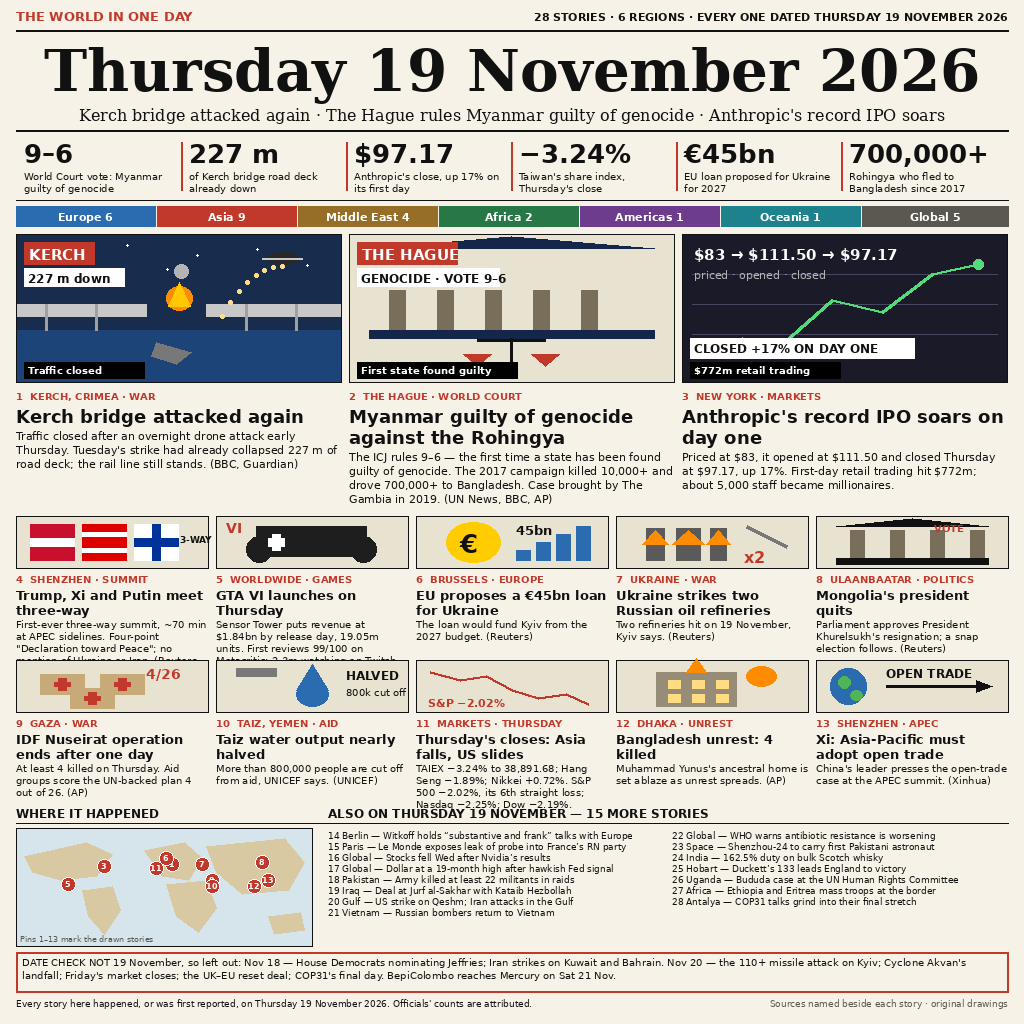 THE WORLD IN ONE DAY
28 STORIES · 6 REGIONS · EVERY ONE DATED THURSDAY 19 NOVEMBER 2026
Thursday 19 November 2026
Kerch bridge attacked again · The Hague rules Myanmar guilty of genocide · Anthropic's record IPO soars
9–6
World Court vote: Myanmar
guilty of genocide
227 m
of Kerch bridge road deck
already down
$97.17
Anthropic's close, up 17% on
its first day
−3.24%
Taiwan's share index,
Thursday's close
€45bn
EU loan proposed for Ukraine
for 2027
700,000+
Rohingya who fled to
Bangladesh since 2017
Europe 6
Asia 9
Middle East 4
Africa 2
Americas 1
Oceania 1
Global 5
KERCH
227 m down
Traffic closed
THE HAGUE
GENOCIDE · VOTE 9–6
First state found guilty
$83 → $111.50 → $97.17
priced · opened · closed
CLOSED +17% ON DAY ONE
$772m retail trading
1 KERCH, CRIMEA · WAR
Kerch bridge attacked again
Traffic closed after an overnight drone attack early
Thursday. Tuesday's strike had already collapsed 227 m of
road deck; the rail line still stands. (BBC, Guardian)
2 THE HAGUE · WORLD COURT
Myanmar guilty of genocide
against the Rohingya
The ICJ rules 9–6 — the first time a state has been found
guilty of genocide. The 2017 campaign killed 10,000+ and
drove 700,000+ to Bangladesh. Case brought by The
Gambia in 2019. (UN News, BBC, AP)
3 NEW YORK · MARKETS
Anthropic's record IPO soars on
day one
Priced at $83, it opened at $111.50 and closed Thursday
at $97.17, up 17%. First-day retail trading hit $772m;
about 5,000 staff became millionaires.
3-WAY
4 SHENZHEN · SUMMIT
Trump, Xi and Putin meet
three-way
First-ever three-way summit, ~70 min
at APEC sidelines. Four-point
"Declaration toward Peace"; no
mention of Ukraine or Iran. (Reuters,
VI
5 WORLDWIDE · GAMES
GTA VI launches on
Thursday
Sensor Tower puts revenue at
$1.84bn by release day, 19.05m
units. First reviews 99/100 on
Metacritic; 2.3m watching on Twitch.
€
45bn
6 BRUSSELS · EUROPE
EU proposes a €45bn loan
for Ukraine
The loan would fund Kyiv from the
2027 budget. (Reuters)
x2
7 UKRAINE · WAR
Ukraine strikes two
Russian oil refineries
Two refineries hit on 19 November,
Kyiv says. (Reuters)
VOTE
8 ULAANBAATAR · POLITICS
Mongolia's president
quits
Parliament approves President
Khurelsukh's resignation; a snap
election follows. (Reuters)
4/26
9 GAZA · WAR
IDF Nuseirat operation
ends after one day
At least 4 killed on Thursday. Aid
groups score the UN-backed plan 4
out of 26. (AP)
HALVED
800k cut off
10 TAIZ, YEMEN · AID
Taiz water output nearly
halved
More than 800,000 people are cut off
from aid, UNICEF says. (UNICEF)
S&P −2.02%
11 MARKETS · THURSDAY
Thursday's closes: Asia
falls, US slides
TAIEX −3.24% to 38,891.68; Hang
Seng −1.89%; Nikkei +0.72%. S&P
500 −2.02%, its 6th straight loss;
Nasdaq −2.25%; Dow −2.19%.
12 DHAKA · UNREST
Bangladesh unrest: 4
killed
Muhammad Yunus's ancestral home is
set ablaze as unrest spreads. (AP)
OPEN TRADE
13 SHENZHEN · APEC
Xi: Asia-Pacific must
adopt open trade
China's leader presses the open-trade
case at the APEC summit. (Xinhua)
WHERE IT HAPPENED
3
5
6
11
7
10
8
12
13
Pins 1–13 mark the drawn stories
ALSO ON THURSDAY 19 NOVEMBER — 15 MORE STORIES
14 Berlin — Witkoff holds “substantive and frank” talks with Europe
15 Paris — Le Monde exposes leak of probe into France’s RN party
16 Global — Stocks fell Wed after Nvidia’s results
17 Global — Dollar at a 19-month high after hawkish Fed signal
18 Pakistan — Army killed at least 22 militants in raids
19 Iraq — Deal at Jurf al-Sakhar with Kataib Hezbollah
20 Gulf — US strike on Qeshm; Iran attacks in the Gulf
21 Vietnam — Russian bombers return to Vietnam
22 Global — WHO warns antibiotic resistance is worsening
23 Space — Shenzhou-24 to carry first Pakistani astronaut
24 India — 162.5% duty on bulk Scotch whisky
25 Hobart — Duckett’s 133 leads England to victory
26 Uganda — Bududa case at the UN Human Rights Committee
27 Africa — Ethiopia and Eritrea mass troops at the border
28 Antalya — COP31 talks grind into their final stretch
DATE CHECK NOT 19 November, so left out: Nov 18 — House Democrats nominating Jeffries; Iran strikes on Kuwait and Bahrain. Nov 20 — the 110+ missile attack on Kyiv; Cyclone Akvan's
landfall; Friday's market closes; the UK–EU reset deal; COP31's final day. BepiColombo reaches Mercury on Sat 21 Nov.
Every story here happened, or was first reported, on Thursday 19 November 2026. Officials' counts are attributed.
Sources named beside each story · original drawings